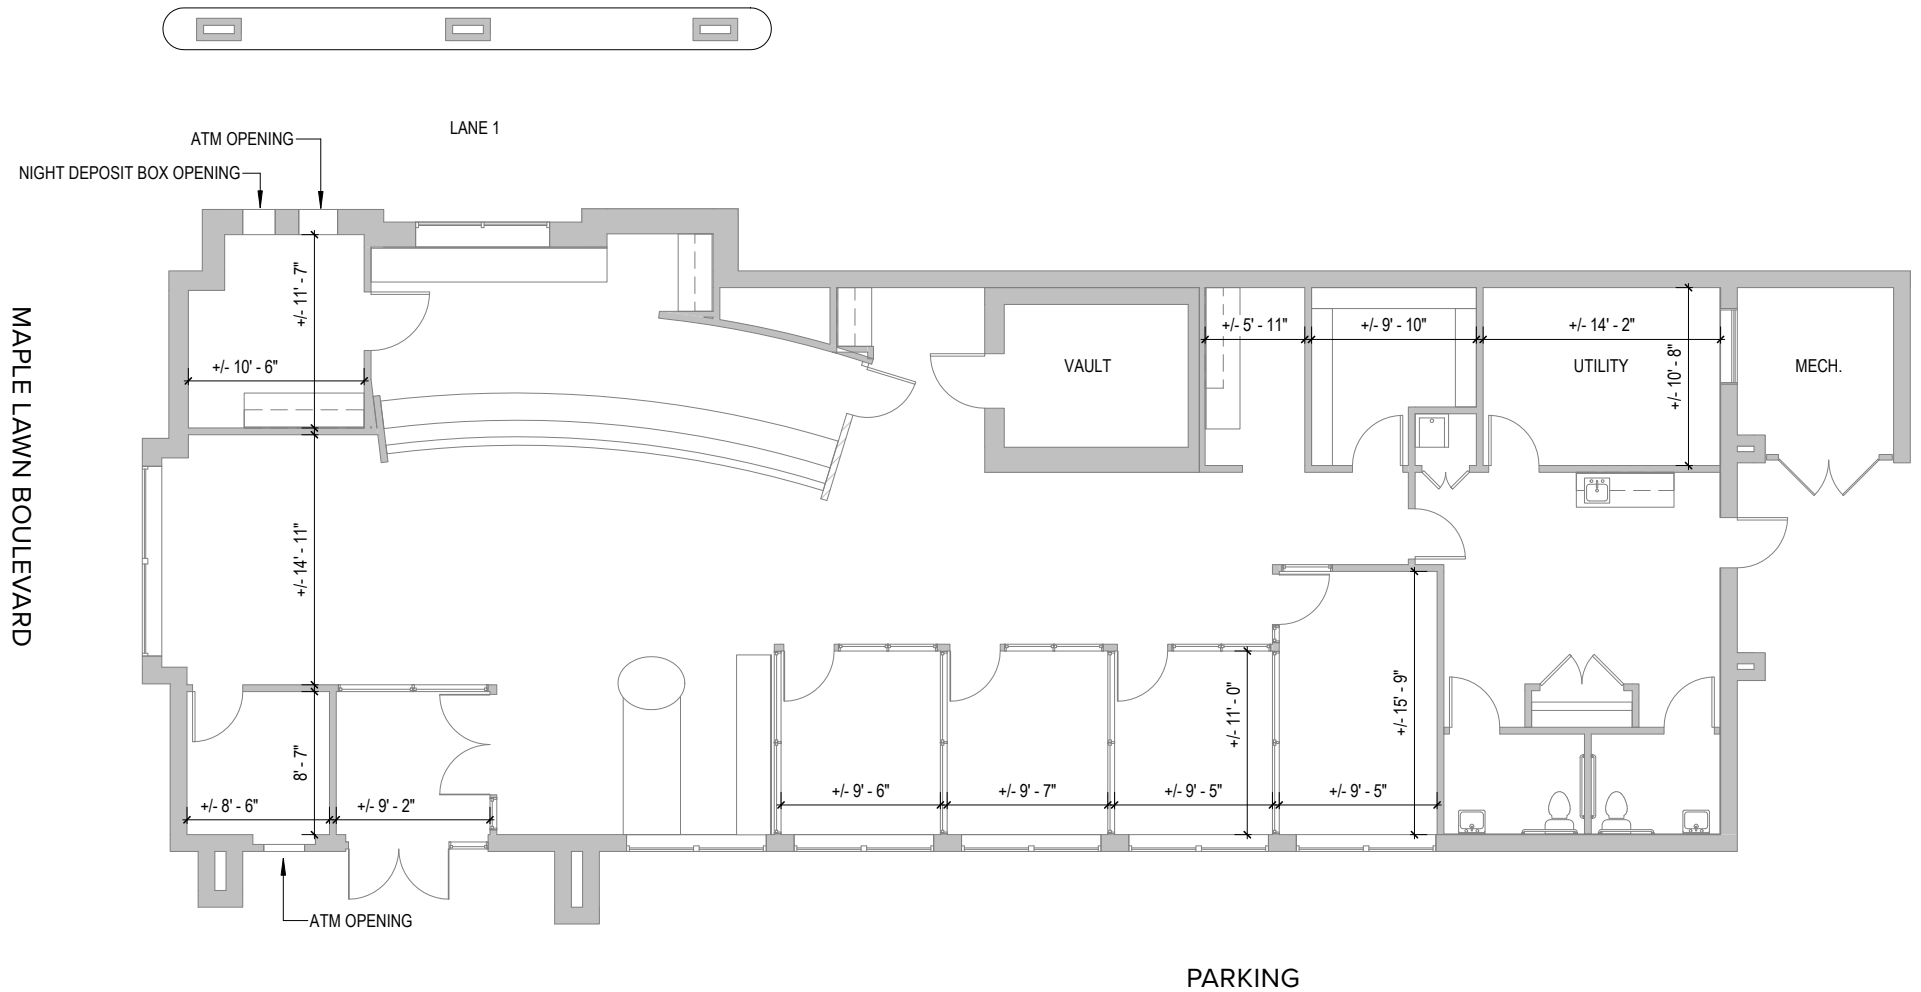 LANE 1
ATM OPENING
NIGHT DEPOSIT BOX OPENING
+/- 11' - 7"
+/- 10' - 6"
+/- 5' - 11"
+/- 9' - 10"
+/- 14' - 2"
VAULT
UTILITY
+/- 10' - 8"
MECH.
MAPLE LAWN BOULEVARD
+/- 14' - 11"
8' - 7"
+/- 8' - 6"
+/- 9' - 2"
+/- 9' - 6"
+/- 9' - 7"
+/- 9' - 5"
+/- 11' - 0"
+/- 9' - 5"
+/- 15' - 9"
ATM OPENING
PARKING